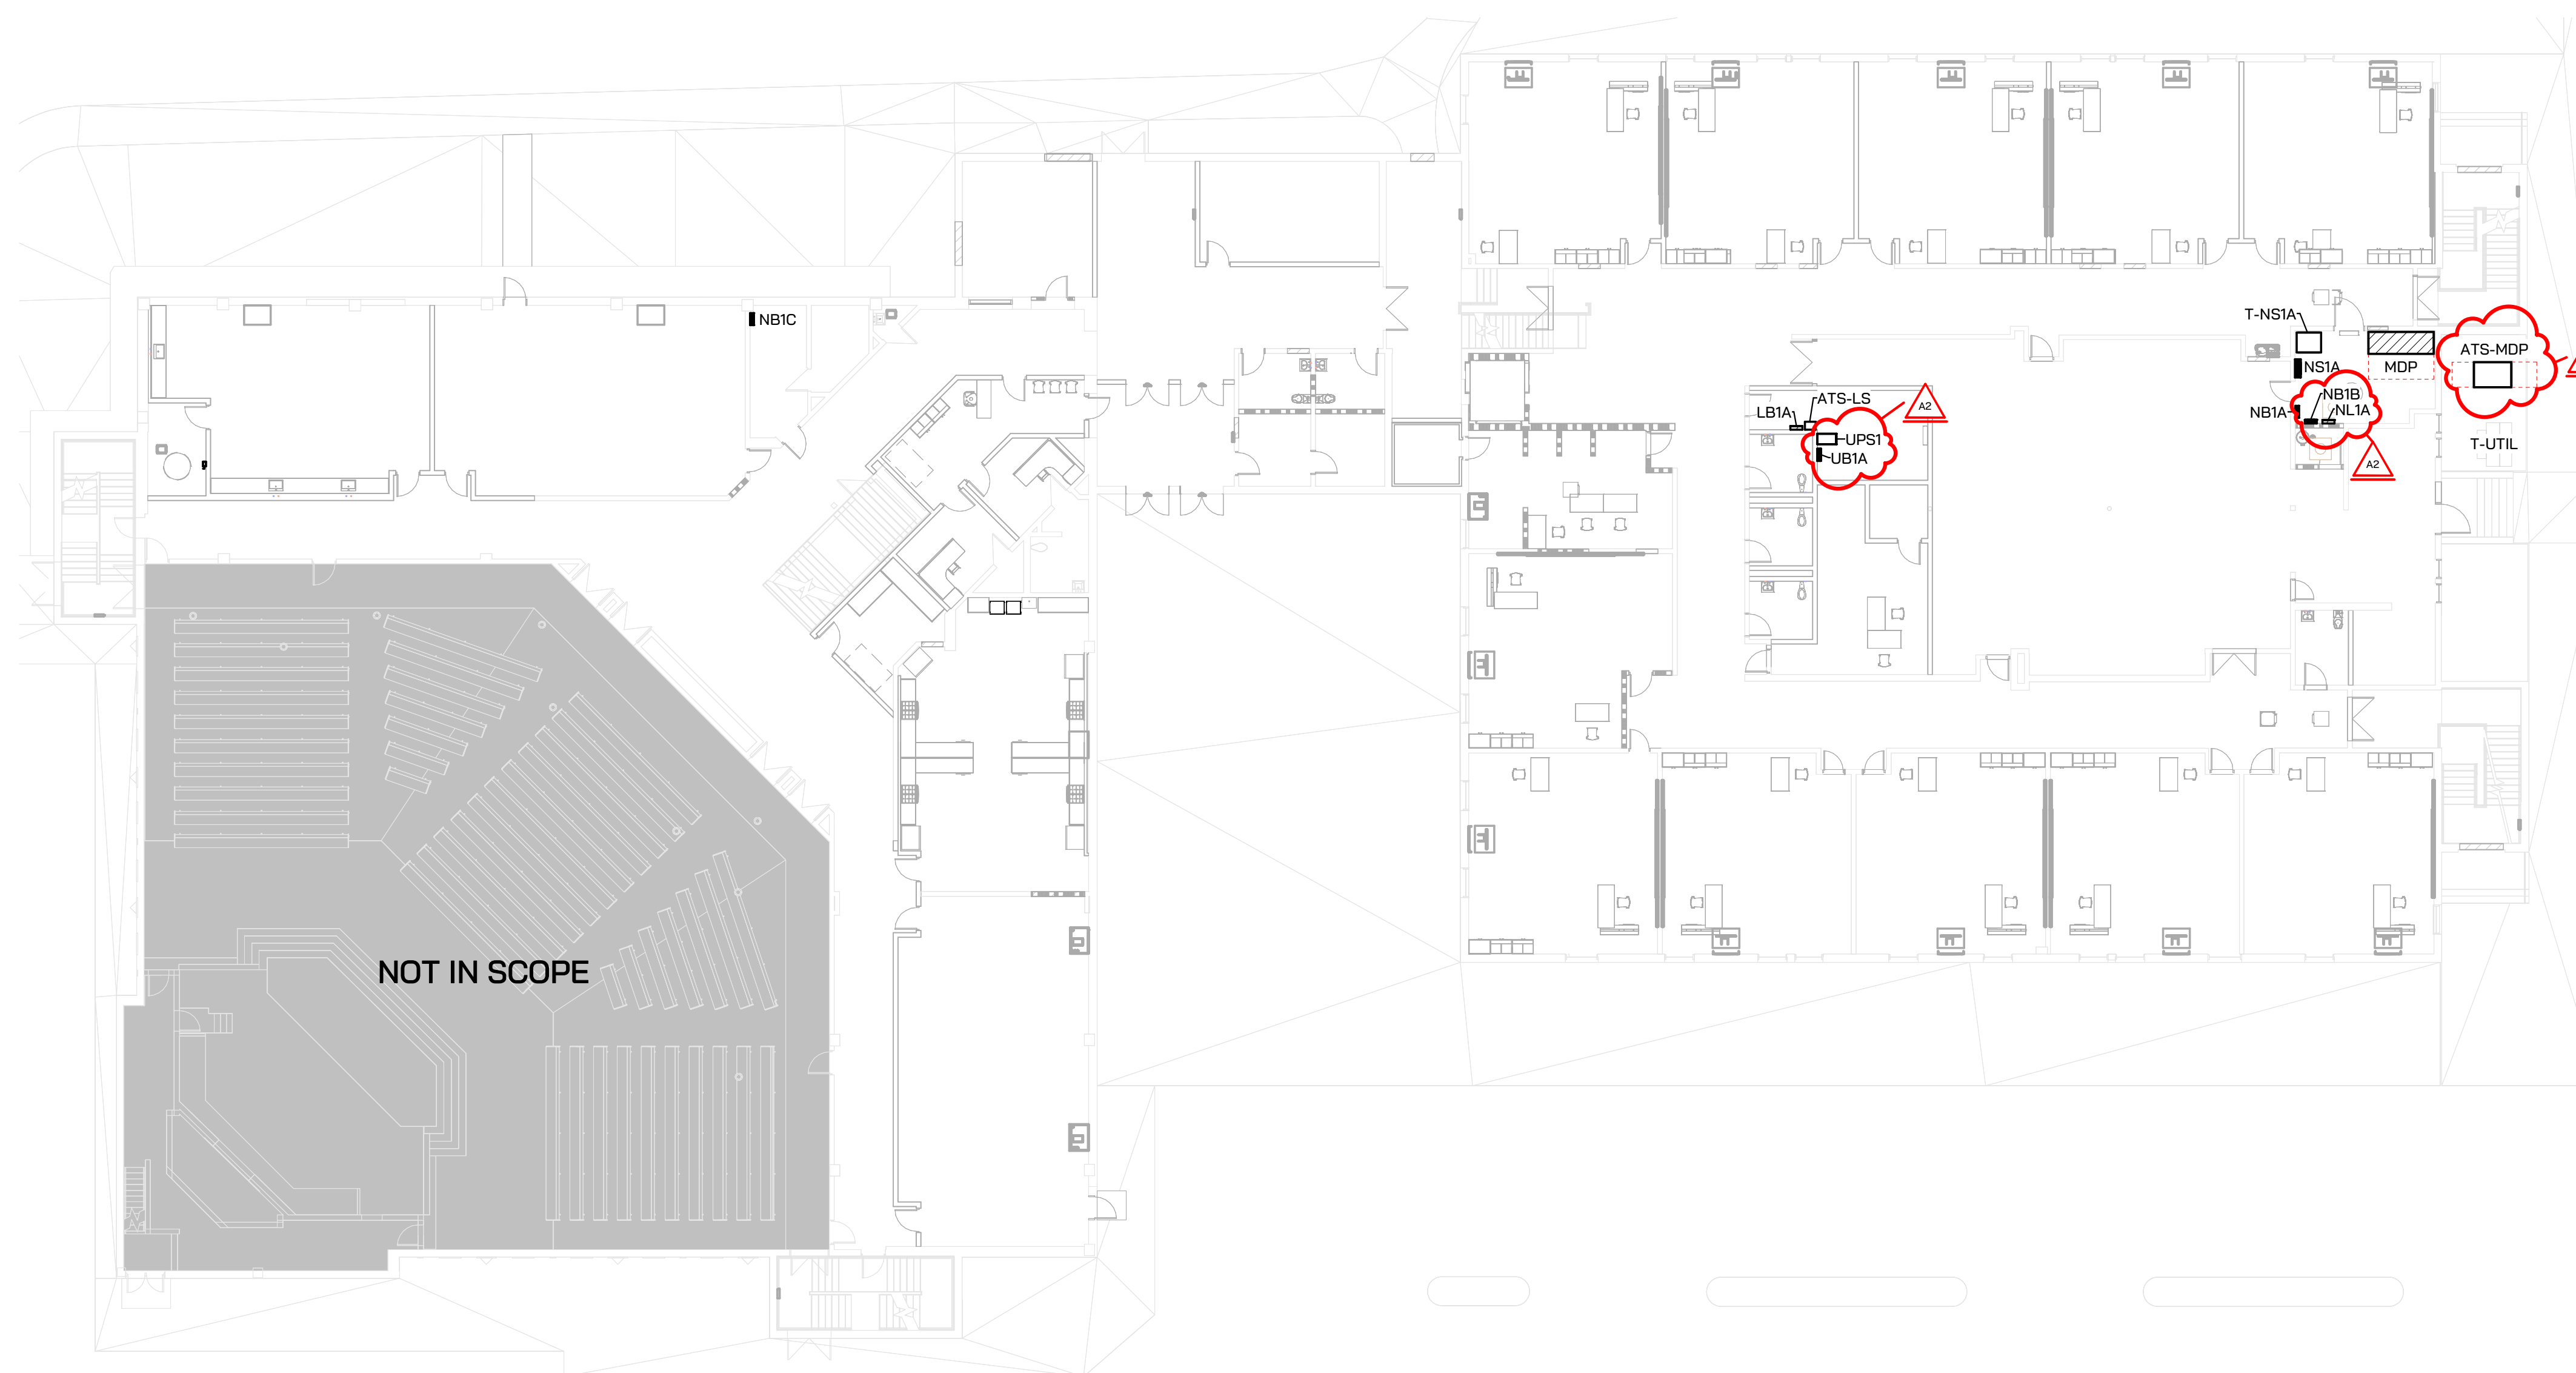 NB1C
T-NS1A
NS1A
MDP
ATS-MDP
NB1B
NL1A
NB1A
T-UTIL
A2
ATS-LS
LB1A
A2
UPS1
UB1A
NOT IN SCOPE